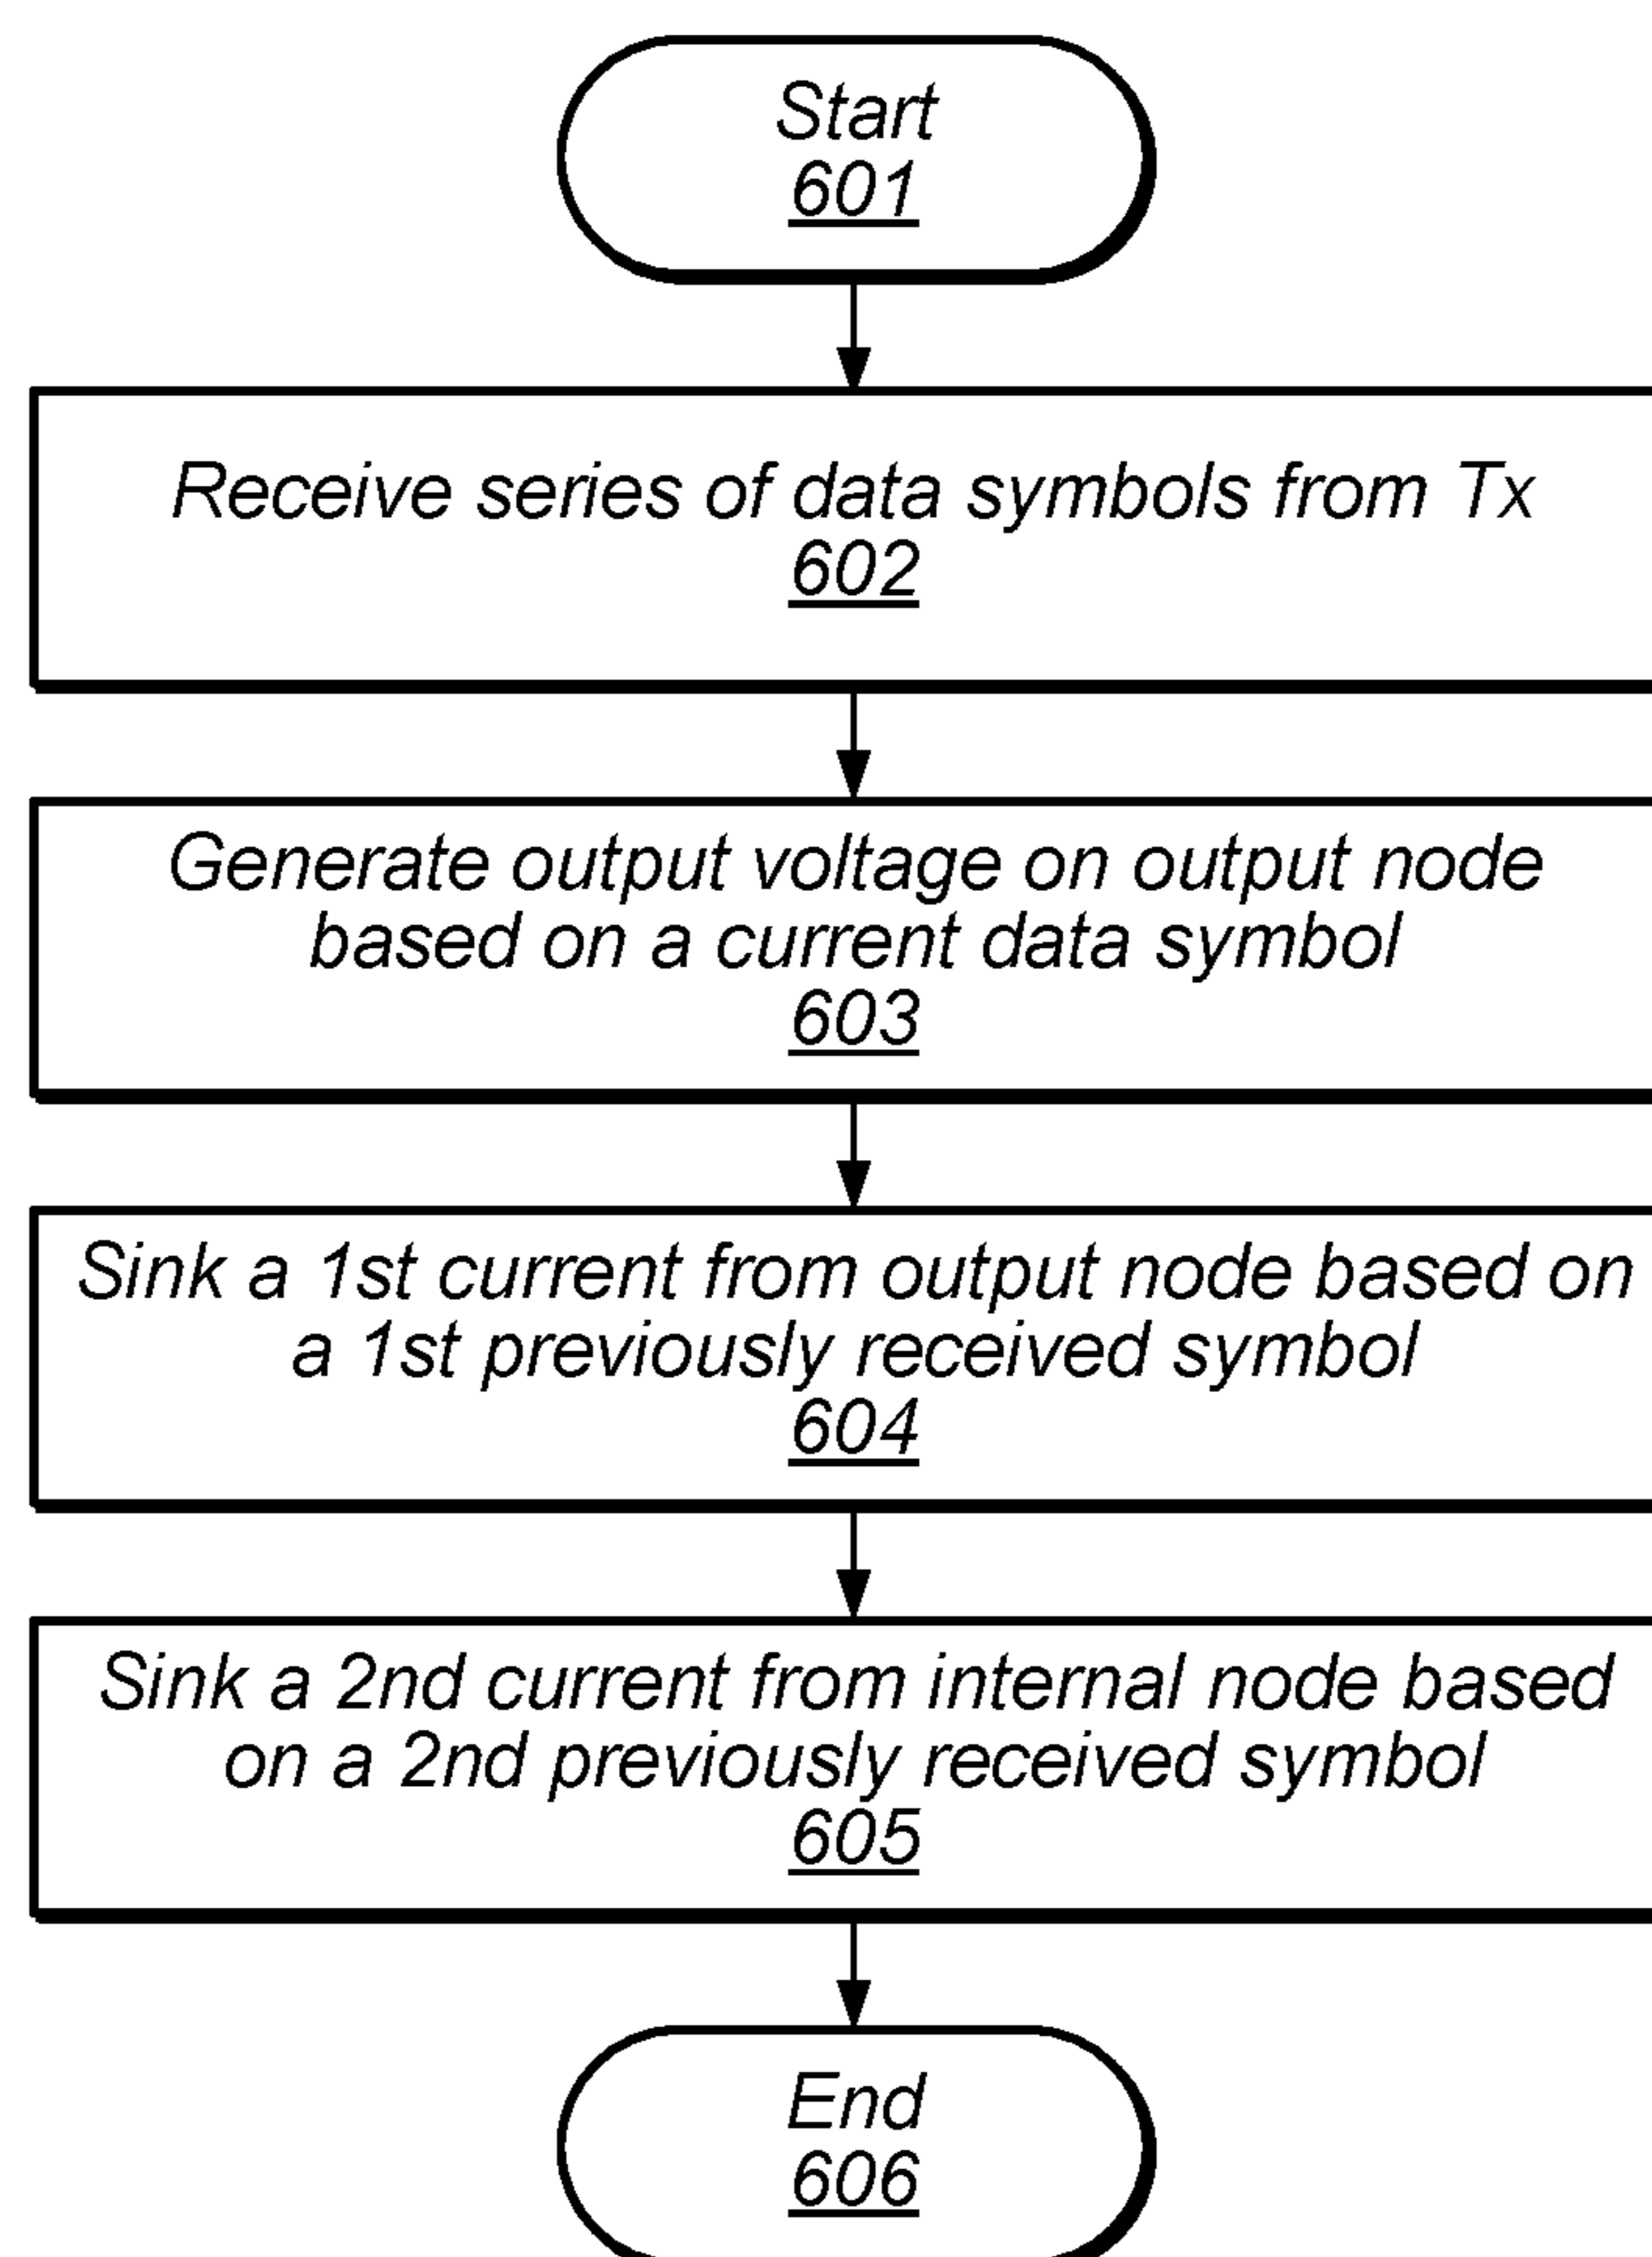 Start
601
Receive series of data symbols from Tx
602
Generate output voltage on output node
based on a current data symbol
603
Sink a 1st current from output node based on
a 1st previously received symbol
604
Sink a 2nd current from internal node based
on a 2nd previously received symbol
605
End
606